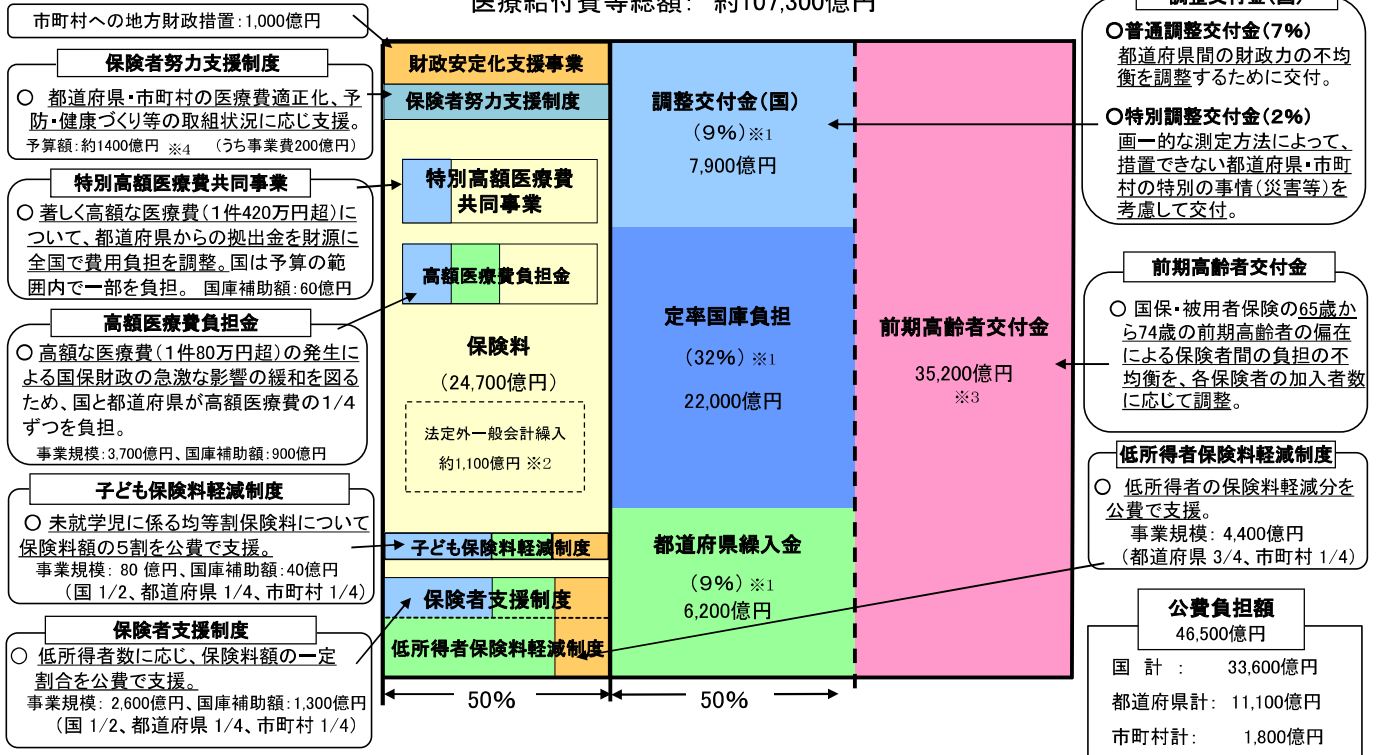 医療給付費等総額： 約107,300億円
市町村への地方財政措置：1,000億円
保険者努力支援制度
○ 都道府県・市町村の医療費適正化、予
防・健康づくり等の取組状況に応じ支援。
予算額：約1400億円 ※4 （うち事業費200億円）
特別高額医療費共同事業
○ 著しく高額な医療費（１件420万円超）に
ついて、都道府県からの拠出金を財源に
全国で費用負担を調整。国は予算の範
囲内で一部を負担。 国庫補助額：60億円
高額医療費負担金
○ 高額な医療費（１件80万円超）の発生に
よる国保財政の急激な影響の緩和を図る
ため、国と都道府県が高額医療費の1/4
ずつを負担。
事業規模：3,700億円、国庫補助額：900億円
子ども保険料軽減制度
○ 未就学児に係る均等割保険料について
保険料額の５割を公費で支援。
事業規模： 80 億円、国庫補助額：40億円
（国 1/2、都道府県 1/4、市町村 1/4）
保険者支援制度
○ 低所得者数に応じ、保険料額の一定
割合を公費で支援。
事業規模： 2,600億円、国庫補助額：1,300億円
（国 1/2、都道府県 1/4、市町村 1/4）
財政安定化支援事業
保険者努力支援制度
特別高額医療費
共同事業
高額医療費負担金
保険料
（24,700億円）
法定外一般会計繰入
約1,100億円 ※2
子ども保険料軽減制度
保険者支援制度
低所得者保険料軽減制度
50%
調整交付金（国）
（９％）※1
7,900億円
定率国庫負担
（32％）※1
22,000億円
都道府県繰入金
（９％）※1
6,200億円
50%
前期高齢者交付金
35,200億円
※3
調整交付金（国）
○普通調整交付金（7％）
都道府県間の財政力の不均
衡を調整するために交付。
○特別調整交付金（2％）
画一的な測定方法によって、
措置できない都道府県・市町
村の特別の事情（災害等）を
考慮して交付。
前期高齢者交付金
○ 国保・被用者保険の65歳か
ら74歳の前期高齢者の偏在
による保険者間の負担の不
均衡を、各保険者の加入者数
に応じて調整。
低所得者保険料軽減制度
○ 低所得者の保険料軽減分を
公費で支援。
事業規模： 4,400億円
（都道府県 3/4、市町村 1/4）
公費負担額
46,500億円
国 計 ： 33,600億円
都道府県計： 11,100億円
市町村計： 1,800億円